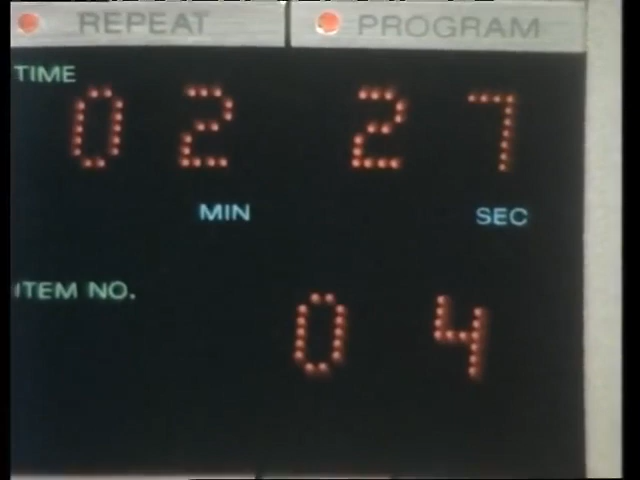 REPEAT PROGRAM
TIME
02 27
MIN SEC
ITEM NO.
04